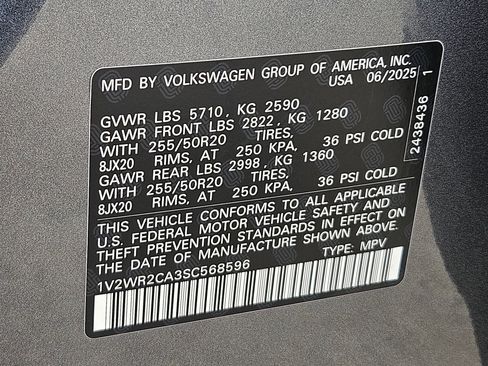 MFD BY VOLKSWAGEN GROUP OF AMERICA, INC.
USA 06/2025
GVWR LBS 5710, KG 2590
GAWR FRONT LBS 2822, KG 1280
WITH 255/50R20 TIRES,
8JX20 RIMS, AT 250 KPA, 36 PSI COLD
GAWR REAR LBS 2998, KG 1360
WITH 255/50R20 TIRES,
8JX20 RIMS, AT 250 KPA, 36 PSI COLD
THIS VEHICLE CONFORMS TO ALL APPLICABLE
U.S. FEDERAL MOTOR VEHICLE SAFETY AND
THEFT PREVENTION STANDARDS IN EFFECT ON
THE DATE OF MANUFACTURE SHOWN ABOVE.
1V2WR2CA3SC568596 TYPE: MPV
2438436 1